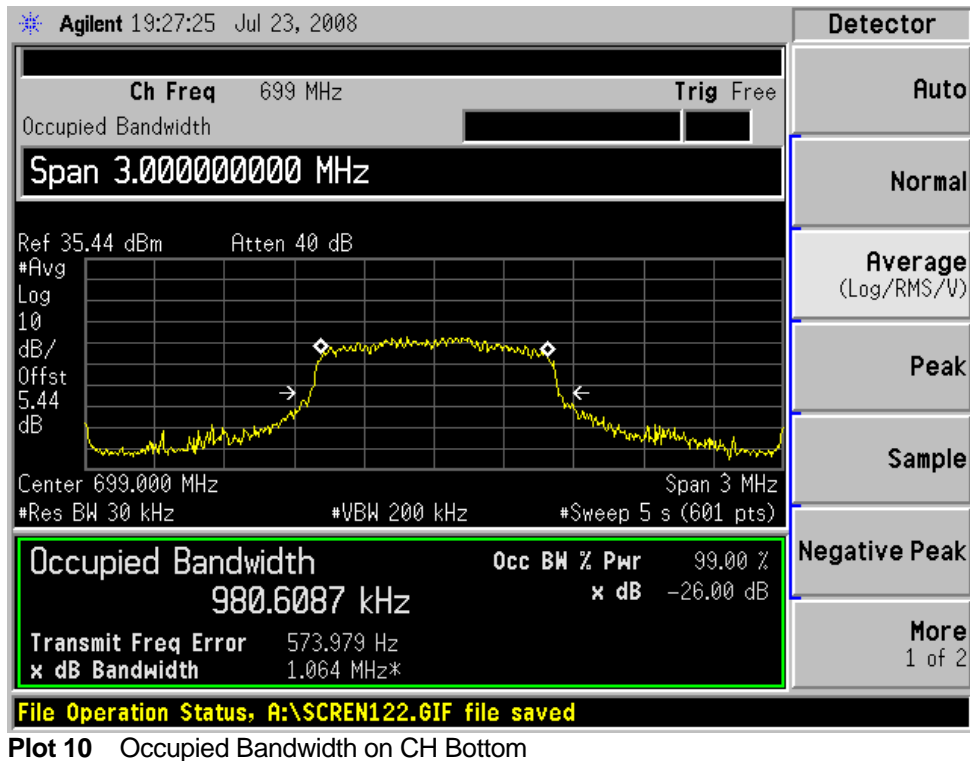 Agilent 19:27:25 Jul 23, 2008
Detector
Ch Freq 699 MHz
Trig Free
Occupied Bandwidth
Span 3.000000000 MHz
Ref 35.44 dBm
Atten 40 dB
#Avg
Log
10
dB/
Offst
5.44
dB
Center 699.000 MHz
Span 3 MHz
#Res BW 30 kHz
#VBW 200 kHz
#Sweep 5 s (601 pts)
Occupied Bandwidth
980.6087 kHz
Occ BW % Pwr 99.00 %
x dB -26.00 dB
Transmit Freq Error 573.979 Hz
x dB Bandwidth 1.064 MHz*
Auto
Normal
Average
(Log/RMS/V)
Peak
Sample
Negative Peak
More
1 of 2
File Operation Status, A:\SCREN122.GIF file saved
Plot 10 Occupied Bandwidth on CH Bottom